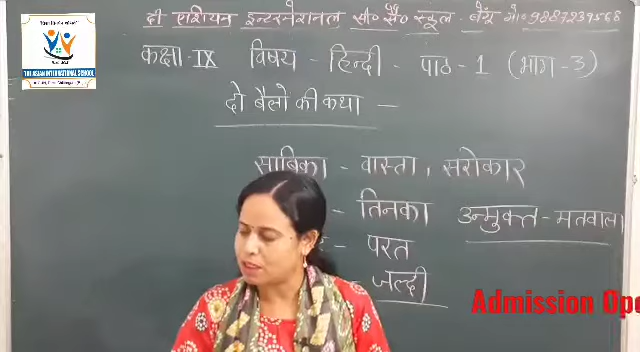 दी एशियन इन्टरनेशनल सी० सै० स्कूल - बेगूं मो० 9887239568
कक्षा - IX विषय - हिन्दी - पाठ - 1 (भाग - 3)
दो बैलो की कथा -
साबिका - वास्ता, सरोकार
- तिनका उन्मुक्त - मतवाला
- परत
जल्दी
THE ASIAN INTERNATIONAL SCHOOL
Admission Ope